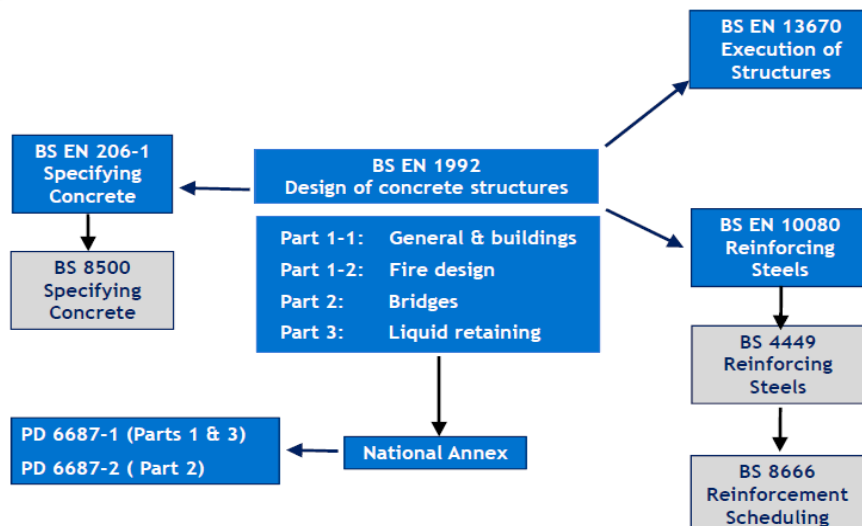 BS EN 13670
Execution of
Structures
BS EN 206-1
Specifying
Concrete
BS EN 1992
Design of concrete structures
BS EN 10080
Reinforcing
Steels
Part 1-1: General & buildings
Part 1-2: Fire design
Part 2: Bridges
Part 3: Liquid retaining
BS 8500
Specifying
Concrete
BS 4449
Reinforcing
Steels
PD 6687-1 (Parts 1 & 3)
PD 6687-2 ( Part 2)
National Annex
BS 8666
Reinforcement
Scheduling